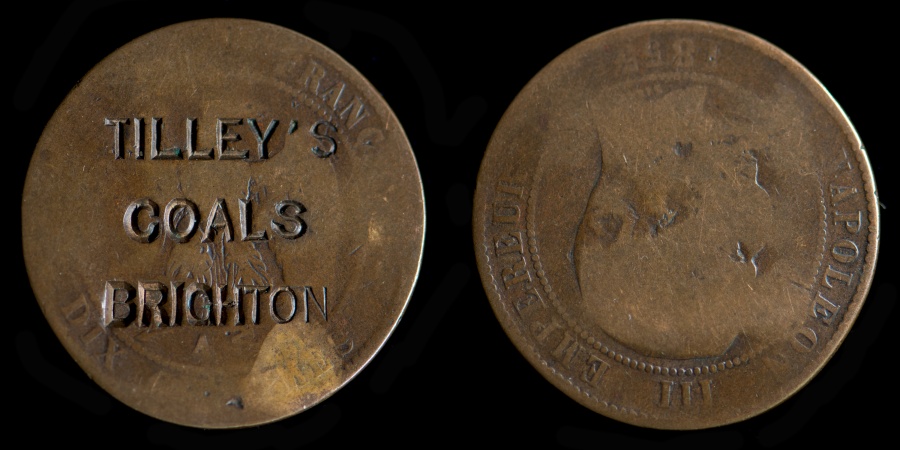 TILLEY'S
COALS
BRIGHTON
FRANC
DIX
A
NAPOLEON
III
EMPEREUR